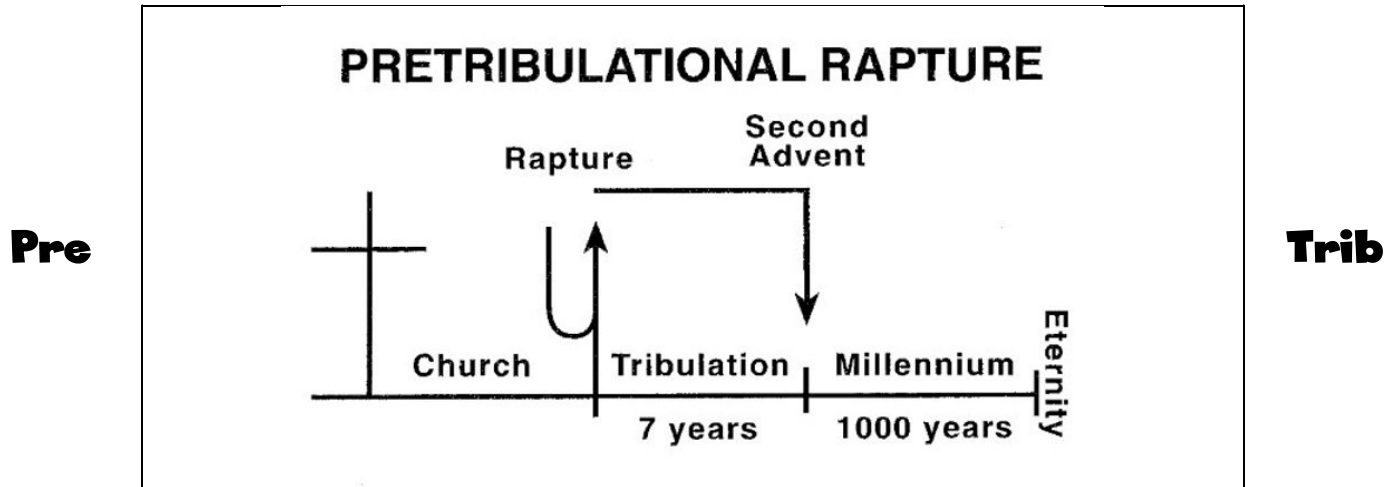 PRETRIBULATIONAL RAPTURE
Second
Advent
Rapture
Pre
Trib
Church
Tribulation
Millennium
Eternity
7 years
1000 years